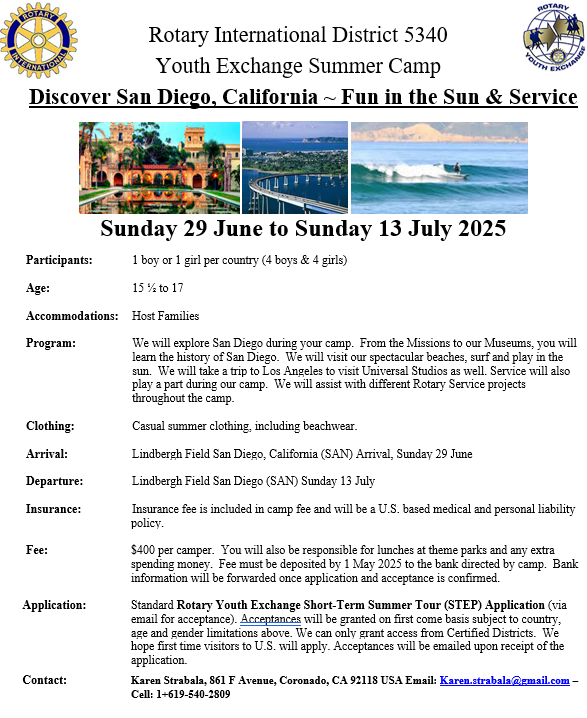 ROTARY
INTERNATIONAL
ROTARY
YOUTH EXCHANGE
Rotary International District 5340
Youth Exchange Summer Camp
Discover San Diego, California ~ Fun in the Sun & Service
Sunday 29 June to Sunday 13 July 2025
Participants: 1 boy or 1 girl per country (4 boys & 4 girls)
Age: 15 ½ to 17
Accommodations: Host Families
Program: We will explore San Diego during your camp. From the Missions to our Museums, you will
learn the history of San Diego. We will visit our spectacular beaches, surf and play in the
sun. We will take a trip to Los Angeles to visit Universal Studios as well. Service will also
play a part during our camp. We will assist with different Rotary Service projects
throughout the camp.
Clothing: Casual summer clothing, including beachwear.
Arrival: Lindbergh Field San Diego, California (SAN) Arrival, Sunday 29 June
Departure: Lindbergh Field San Diego (SAN) Sunday 13 July
Insurance: Insurance fee is included in camp fee and will be a U.S. based medical and personal liability
policy.
Fee: $400 per camper. You will also be responsible for lunches at theme parks and any extra
spending money. Fee must be deposited by 1 May 2025 to the bank directed by camp. Bank
information will be forwarded once application and acceptance is confirmed.
Application: Standard Rotary Youth Exchange Short-Term Summer Tour (STEP) Application (via
email for acceptance). Acceptances will be granted on first come basis subject to country,
age and gender limitations above. We can only grant access from Certified Districts. We
hope first time visitors to U.S. will apply. Acceptances will be emailed upon receipt of the
application.
Contact: Karen Strabala, 861 F Avenue, Coronado, CA 92118 USA Email: Karen.strabala@gmail.com –
Cell: 1+619-540-2809